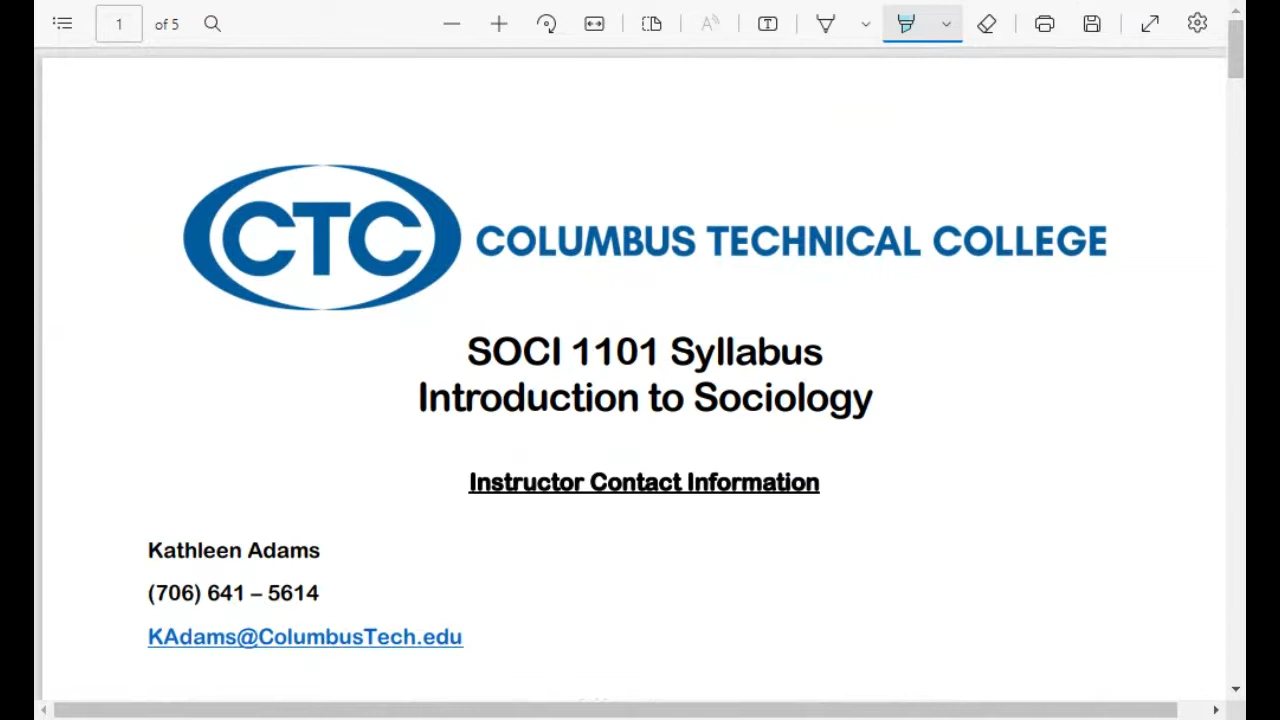 1 of 5
CTC COLUMBUS TECHNICAL COLLEGE
SOCI 1101 Syllabus
Introduction to Sociology
Instructor Contact Information
Kathleen Adams
(706) 641 – 5614
KAdams@ColumbusTech.edu